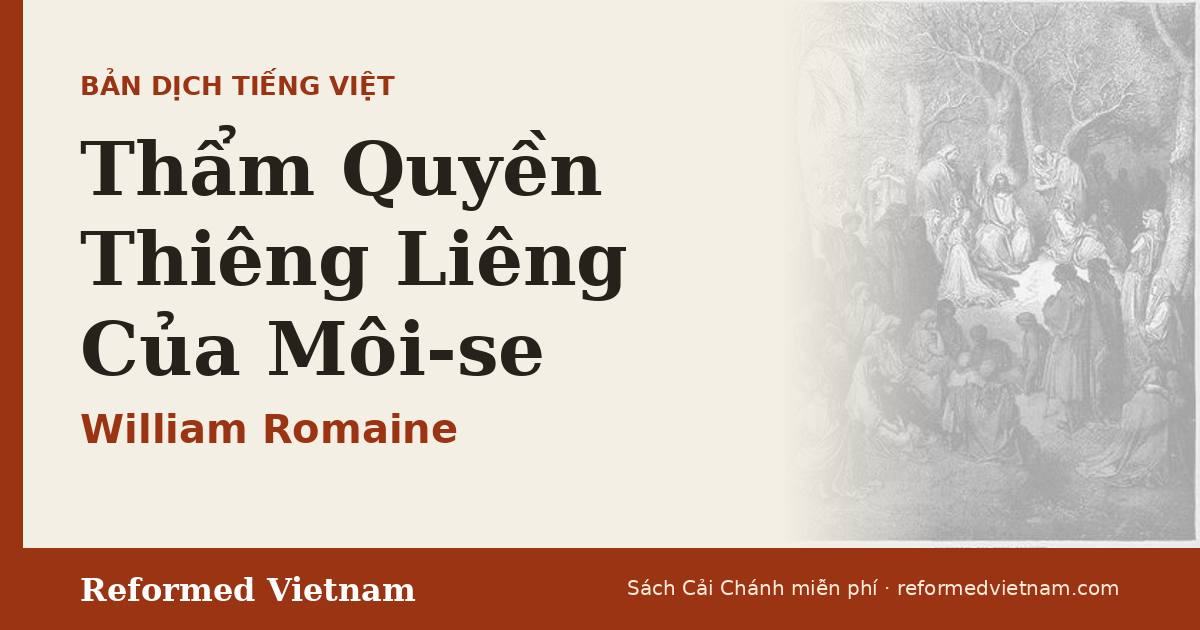 BẢN DỊCH TIẾNG VIỆT
Thẩm Quyền
Thiêng Liêng
Của Môi-se
William Romaine
Reformed Vietnam
Sách Cải Chánh miễn phí · reformedvietnam.com